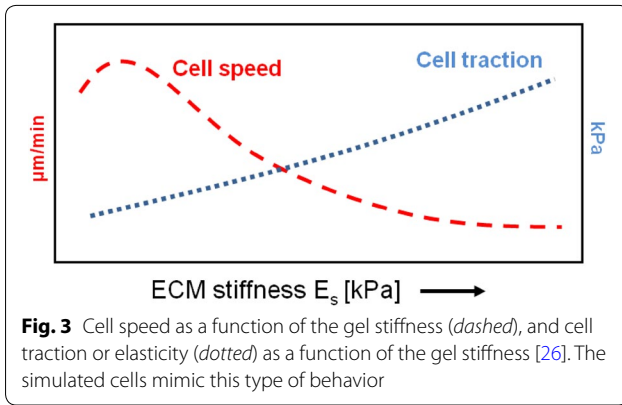 Cell speed
Cell traction
µm/min
kPa
ECM stiffness Es [kPa]
Fig. 3 Cell speed as a function of the gel stiffness (dashed), and cell
traction or elasticity (dotted) as a function of the gel stiffness [26]. The
simulated cells mimic this type of behavior